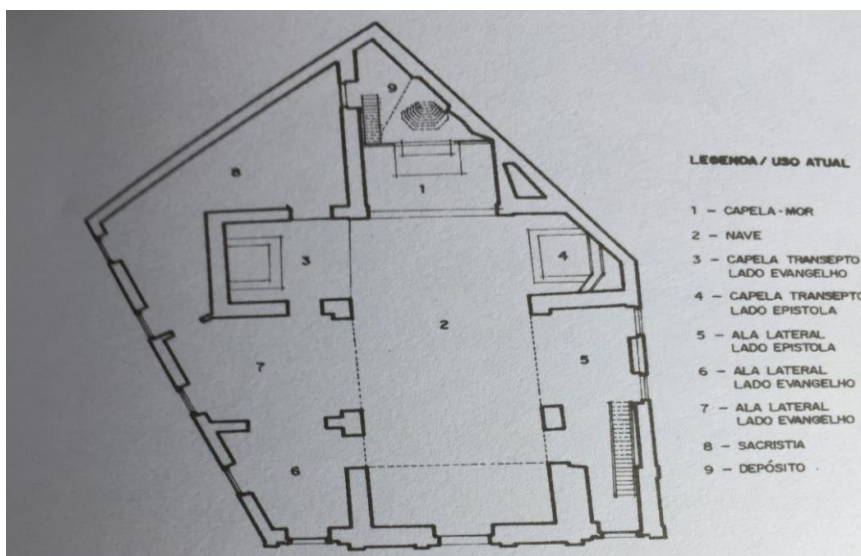 9
8
1
3
4
2
7
5
6
LEGENDA / USO ATUAL
1 – CAPELA-MOR
2 – NAVE
3 – CAPELA TRANSEPTO
LADO EVANGELHO
4 – CAPELA TRANSEPTO
LADO EPISTOLA
5 – ALA LATERAL
LADO EPISTOLA
6 – ALA LATERAL
LADO EVANGELHO
7 – ALA LATERAL
LADO EVANGELHO
8 – SACRISTIA
9 – DEPÓSITO